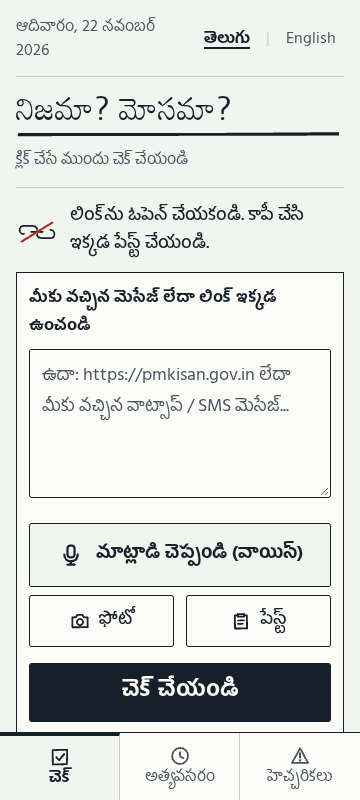 ఆదివారం, 22 నవంబర్
2026
తెలుగు | English
నిజమా? మోసమా?
క్లిక్ చేసే ముందు చెక్ చేయండి
లింక్‌ను ఓపెన్ చేయకండి. కాపీ చేసి
ఇక్కడ పేస్ట్ చేయండి.
మీకు వచ్చిన మెసేజ్ లేదా లింక్ ఇక్కడ
ఉంచండి
ఉదా: https://pmkisan.gov.in లేదా
మీకు వచ్చిన వాట్సాప్ / SMS మెసేజ్...
మాట్లాడి చెప్పండి (వాయిస్)
ఫోటో
పేస్ట్
చెక్ చేయండి
చెక్
అత్యవసరం
హెచ్చరికలు